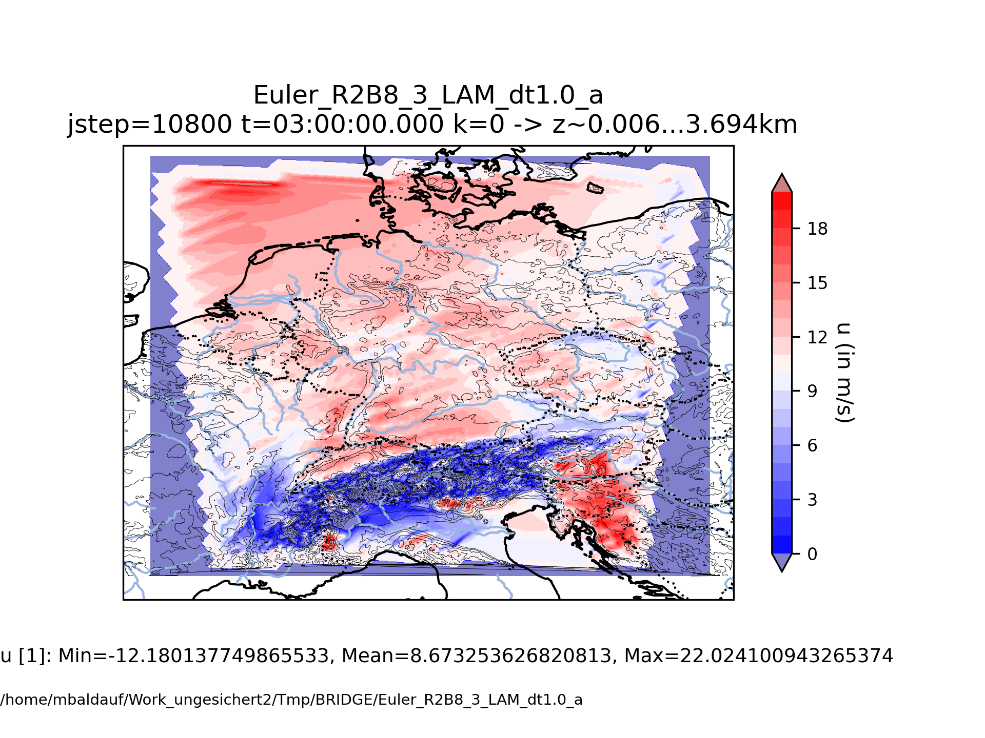 Euler_R2B8_3_LAM_dt1.0_a
jstep=10800 t=03:00:00.000 k=0 -> z~0.006...3.694km
18
15
12
9
6
3
0
u (in m/s)
u [1]: Min=-12.180137749865533, Mean=8.673253626820813, Max=22.024100943265374
/home/mbaldauf/Work_ungesichert2/Tmp/BRIDGE/Euler_R2B8_3_LAM_dt1.0_a